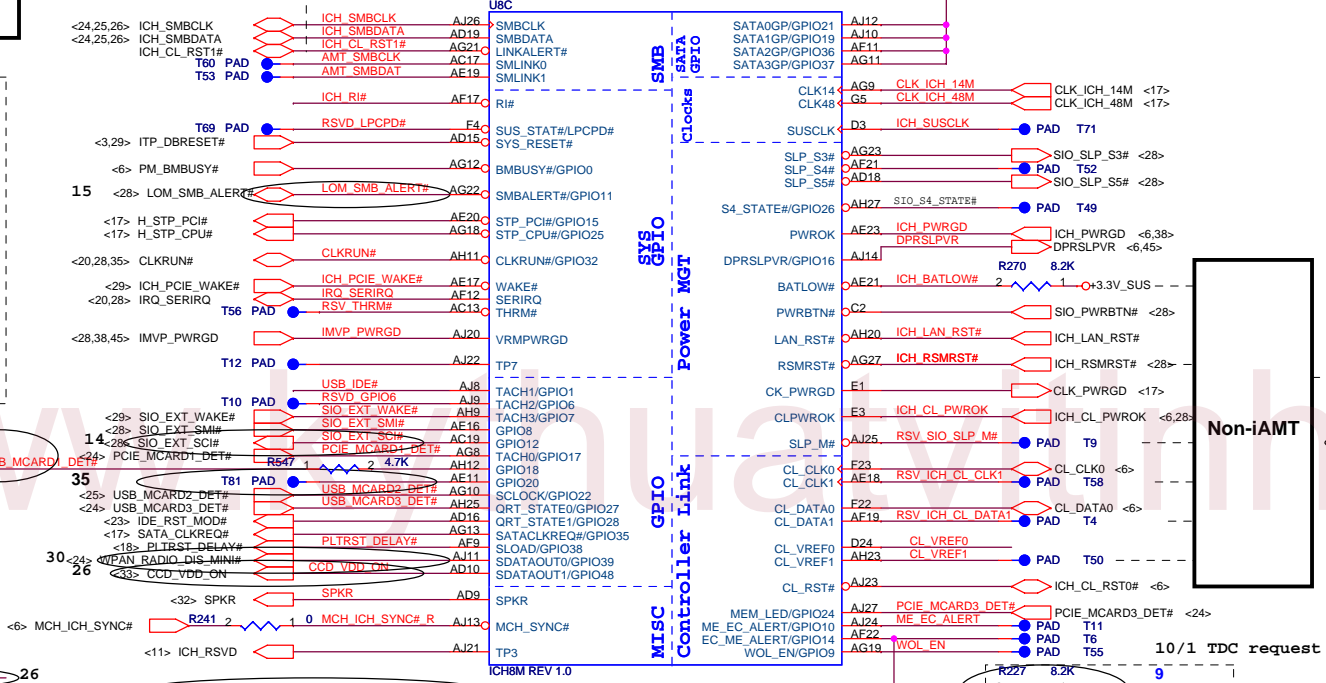 U8C
<24,25,26> ICH_SMBCLK ICH_SMBCLK AJ26 SMBCLK
<24,25,26> ICH_SMBDATA ICH_SMBDATA AD19 SMBDATA
ICH_CL_RST1# ICH_CL_RST1# AG21 LINKALERT#
T60 PAD AMT_SMBCLK AC17 SMLINK0
T53 PAD AMT_SMBDAT AE19 SMLINK1
ICH_RI# AF17 RI#
T69 PAD RSVD_LPCPD# F4 SUS_STAT#/LPCPD#
<3,29> ITP_DBRESET# AD15 SYS_RESET#
<6> PM_BMBUSY# AG12 BMBUSY#/GPIO0
15 <28> LOM_SMB_ALERT# LOM_SMB_ALERT# AG22 SMBALERT#/GPIO11
<17> H_STP_PCI# AE20 STP_PCI#/GPIO15
<17> H_STP_CPU# AG18 STP_CPU#/GPIO25
<20,28,35> CLKRUN# CLKRUN# AH11 CLKRUN#/GPIO32
<29> ICH_PCIE_WAKE# ICH_PCIE_WAKE# AE17 WAKE#
<20,28> IRQ_SERIRQ IRQ_SERIRQ AF12 SERIRQ
T56 PAD RSV_THRM# AC13 THRM#
<28,38,45> IMVP_PWRGD IMVP_PWRGD AJ20 VRMPWRGD
T12 PAD AJ22 TP7
USB_IDE# AJ8 TACH1/GPIO1
T10 PAD RSVD_GPIO6 AJ9 TACH2/GPIO6
<29> SIO_EXT_WAKE# SIO_EXT_WAKE# AH9 TACH3/GPIO7
<28> SIO_EXT_SMI# SIO_EXT_SMI# AE16 GPIO8
14 <28> SIO_EXT_SCI# SIO_EXT_SCI# AC19 GPIO12
<24> PCIE_MCARD1_DET# PCIE_MCARD1_DET# AG8 TACH0/GPIO17
B_MCARD1_DET# R547 1 2 4.7K AH12 GPIO18
35 T81 PAD AE11 GPIO20
<25> USB_MCARD2_DET# USB_MCARD2_DET# AG10 SCLOCK/GPIO22
<24> USB_MCARD3_DET# USB_MCARD3_DET# AH25 QRT_STATE0/GPIO27
<23> IDE_RST_MOD# AD16 QRT_STATE1/GPIO28
<17> SATA_CLKREQ# AG13 SATACLKREQ#/GPIO35
<18> PLTRST_DELAY# PLTRST_DELAY# AF9 SLOAD/GPIO38
30 <24> WPAN_RADIO_DIS_MINI# AJ11 SDATAOUT0/GPIO39
26 <33> CCD_VDD_ON CCD_VDD_ON AD10 SDATAOUT1/GPIO48
<32> SPKR SPKR AD9 SPKR
<6> MCH_ICH_SYNC# R241 2 1 0 MCH_ICH_SYNC#_R AJ13 MCH_SYNC#
<11> ICH_RSVD AJ21 TP3
ICH8M REV 1.0
26
SMB
SATA GPIO
Clocks
SYS GPIO
Power MGT
GPIO
Controller Link
MISC
SATA0GP/GPIO21 AJ12
SATA1GP/GPIO19 AJ10
SATA2GP/GPIO36 AF11
SATA3GP/GPIO37 AG11
CLK14 AG9 CLK_ICH_14M CLK_ICH_14M <17>
CLK48 G5 CLK_ICH_48M CLK_ICH_48M <17>
SUSCLK D3 ICH_SUSCLK PAD T71
SLP_S3# AG23 SIO_SLP_S3# <28>
SLP_S4# AF21 PAD T52
SLP_S5# AD18 SIO_SLP_S5# <28>
S4_STATE#/GPIO26 AH27 SIO_S4_STATE# PAD T49
PWROK AE23 ICH_PWRGD ICH_PWRGD <6,38>
DPRSLPVR DPRSLPVR <6,45>
DPRSLPVR/GPIO16 AJ14
BATLOW# AE21 ICH_BATLOW# R270 2 1 8.2K +3.3V_SUS
PWRBTN# C2 SIO_PWRBTN# <28>
LAN_RST# AH20 ICH_LAN_RST# ICH_LAN_RST#
RSMRST# AG27 ICH_RSMRST# ICH_RSMRST# <28>
CK_PWRGD E1 CLK_PWRGD <17>
CLPWROK E3 ICH_CL_PWROK ICH_CL_PWROK <6,28>
SLP_M# AJ25 RSV_SIO_SLP_M# PAD T9
CL_CLK0 F23 CL_CLK0 <6>
CL_CLK1 AE18 RSV_ICH_CL_CLK1 PAD T58
CL_DATA0 F22 CL_DATA0 <6>
CL_DATA1 AF19 RSV_ICH_CL_DATA1 PAD T4
CL_VREF0 D24 CL_VREF0
CL_VREF1 AH23 CL_VREF1 PAD T50
CL_RST# AJ23 ICH_CL_RST0# <6>
MEM_LED/GPIO24 AJ27 PCIE_MCARD3_DET# PCIE_MCARD3_DET# <24>
ME_EC_ALERT/GPIO10 AJ24 ME_EC_ALERT PAD T11
EC_ME_ALERT/GPIO14 AF22 PAD T6
WOL_EN/GPIO9 AG19 WOL_EN PAD T55
Non-iAMT
10/1 TDC request
R227 8.2K 9
www.kythuatvitinh